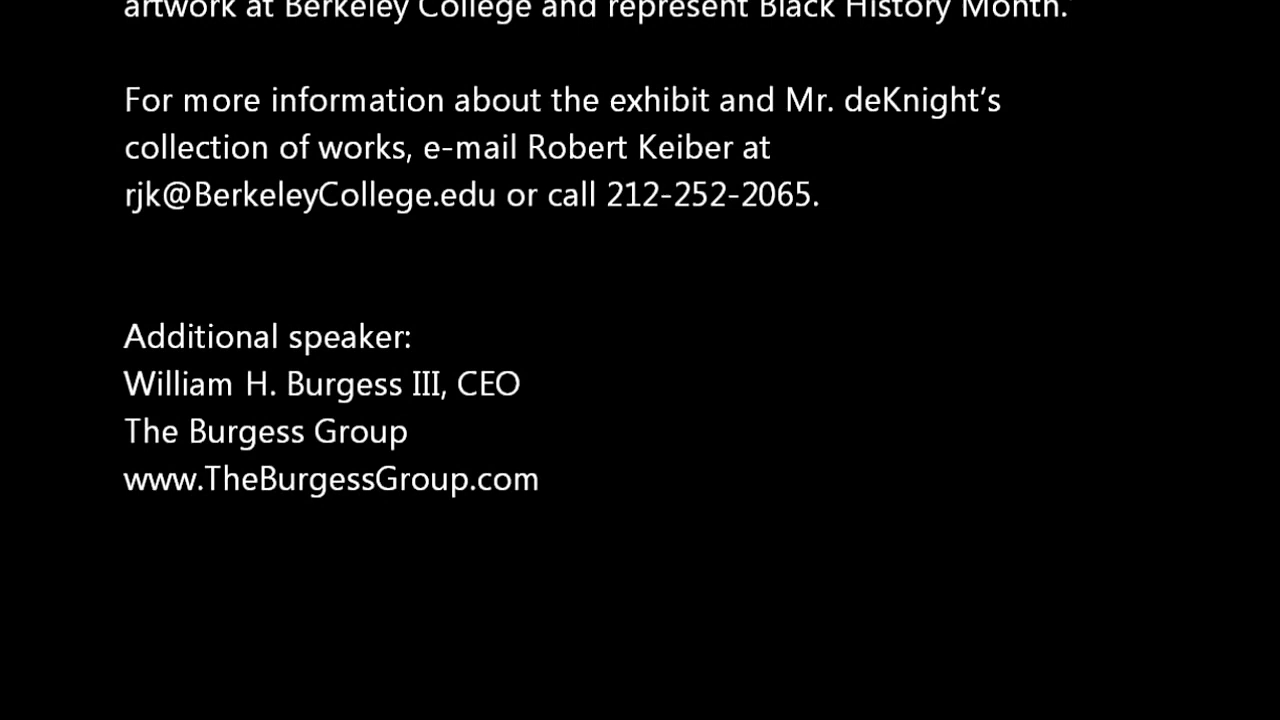 artwork at Berkeley College and represent Black History Month.”
For more information about the exhibit and Mr. deKnight’s
collection of works, e-mail Robert Keiber at
rjk@BerkeleyCollege.edu or call 212-252-2065.
Additional speaker:
William H. Burgess III, CEO
The Burgess Group
www.TheBurgessGroup.com